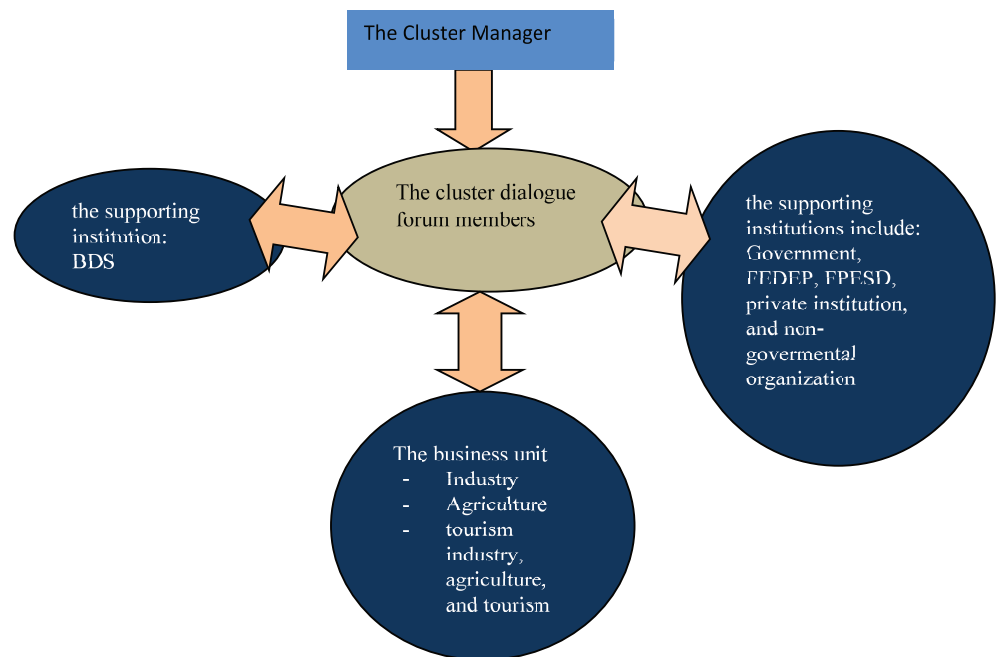 The Cluster Manager
the supporting
institution:
BDS
The cluster dialogue
forum members
the supporting
institutions include:
Government,
FEDEP, FPESD,
private institution,
and non-
govermental
organization
The business unit
- Industry
- Agriculture
- tourism
industry,
agriculture,
and tourism